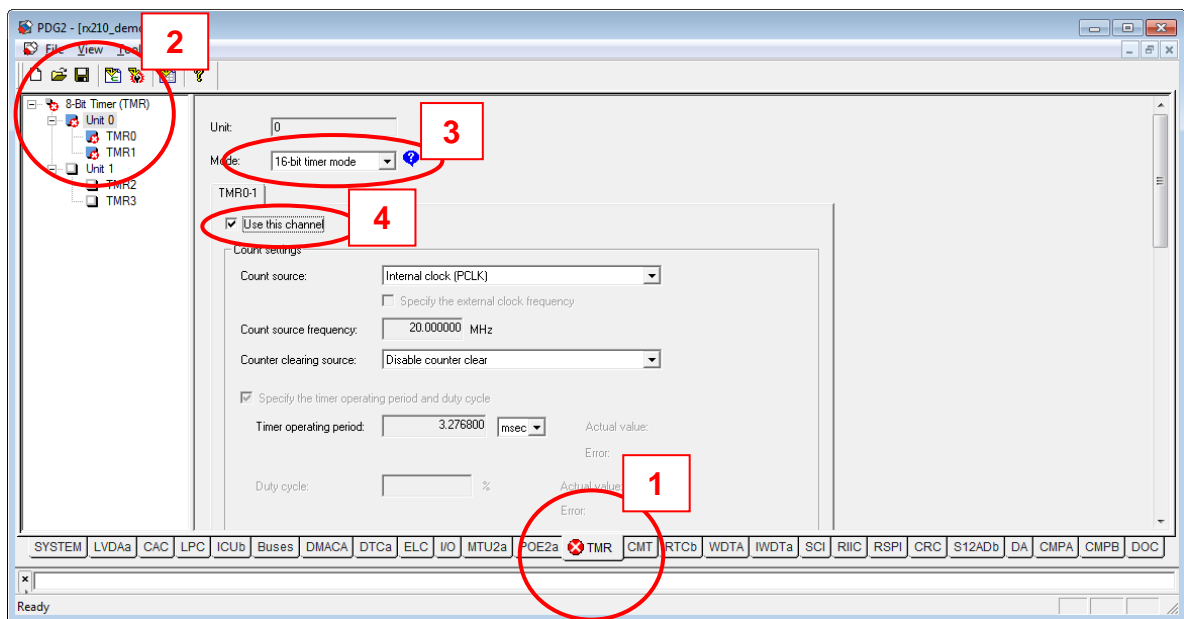 PDG2 - [rx210_demo
File View Tool
2
8-Bit Timer (TMR)
Unit 0
TMR0
TMR1
Unit 1
TMR2
TMR3
Unit: 0
3
Mode: 16-bit timer mode
TMR0-1
4
Use this channel
Count settings
Count source: Internal clock (PCLK)
Specify the external clock frequency
Count source frequency: 20.000000 MHz
Counter clearing source: Disable counter clear
Specify the timer operating period and duty cycle
Timer operating period: 3.276800 msec Actual value:
Error:
Duty cycle: % Actual value:
Error:
1
SYSTEM LVDAa CAC LPC ICUb Buses DMACA DTCa ELC I/O MTU2a POE2a TMR CMT RTCb WDTA IWDTa SCI RIIC RSPI CRC S12ADb DA CMPA CMPB DOC
Ready